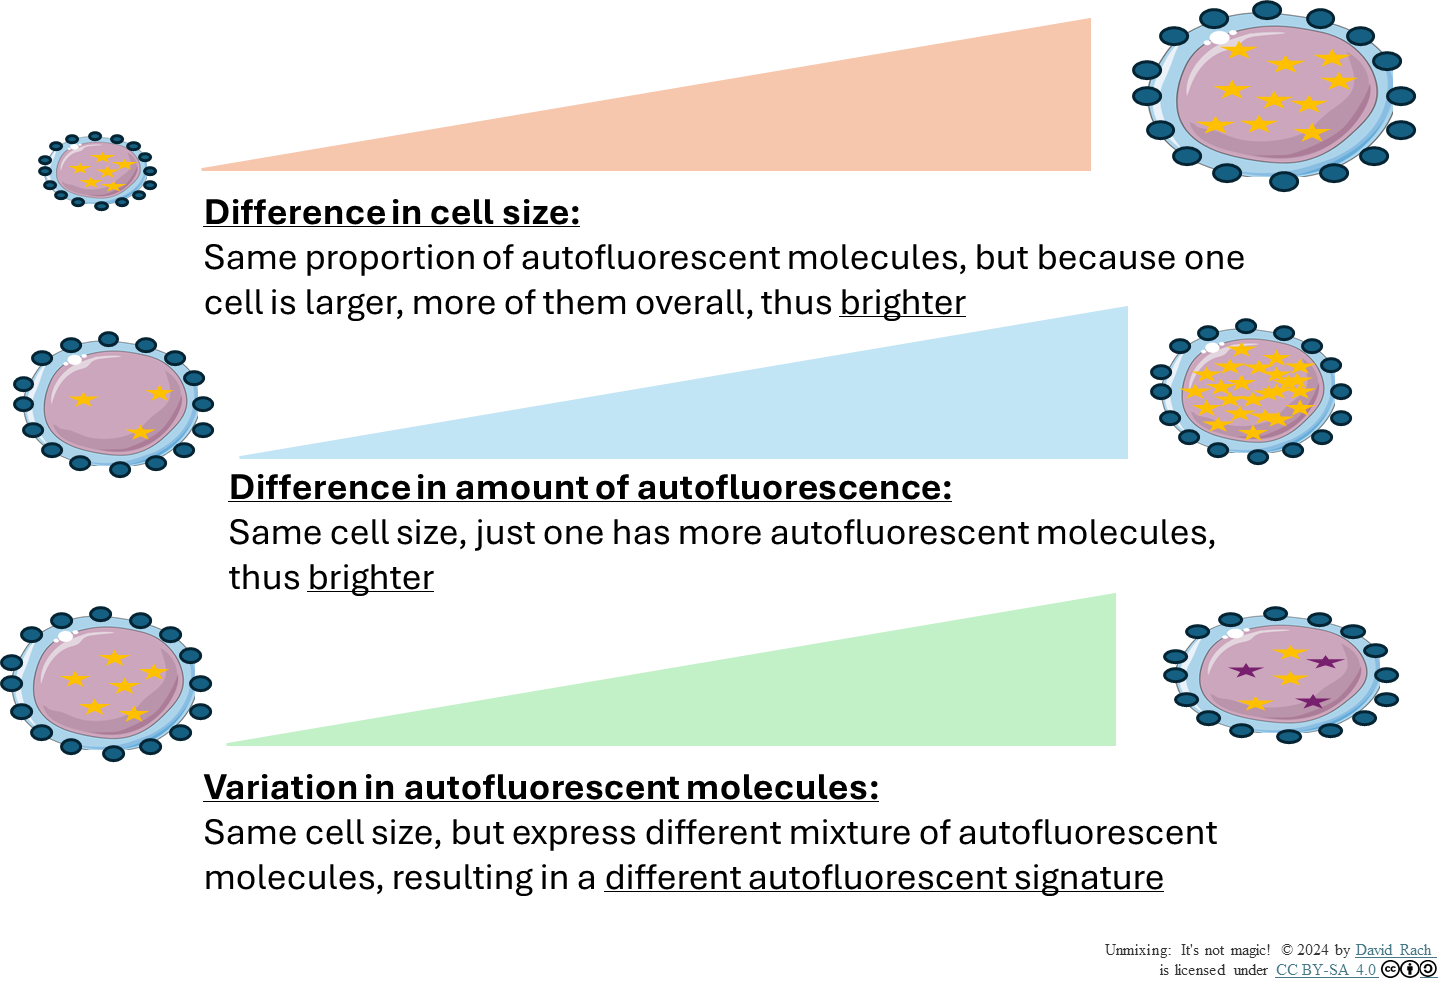 Difference in cell size:
Same proportion of autofluorescent molecules, but because one
cell is larger, more of them overall, thus brighter
Difference in amount of autofluorescence:
Same cell size, just one has more autofluorescent molecules,
thus brighter
Variation in autofluorescent molecules:
Same cell size, but express different mixture of autofluorescent
molecules, resulting in a different autofluorescent signature
Unmixing: It's not magic! © 2024 by David Rach
is licensed under CC BY-SA 4.0